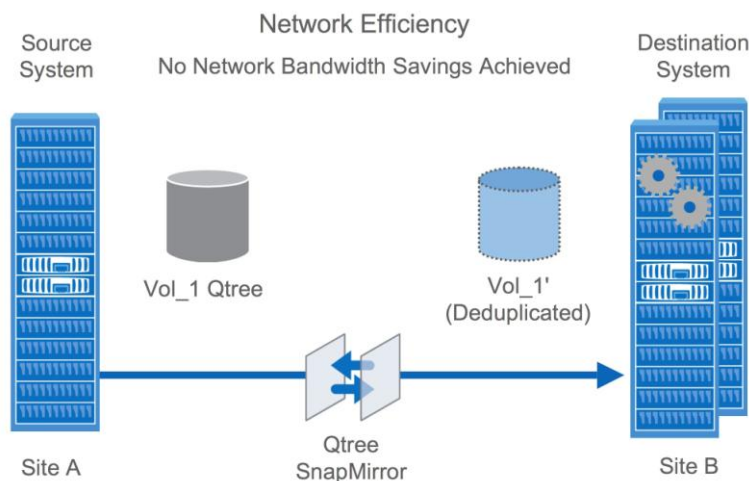 Network Efficiency
No Network Bandwidth Savings Achieved
Source
System
Destination
System
Vol_1 Qtree
Vol_1'
(Deduplicated)
Qtree
SnapMirror
Site A
Site B